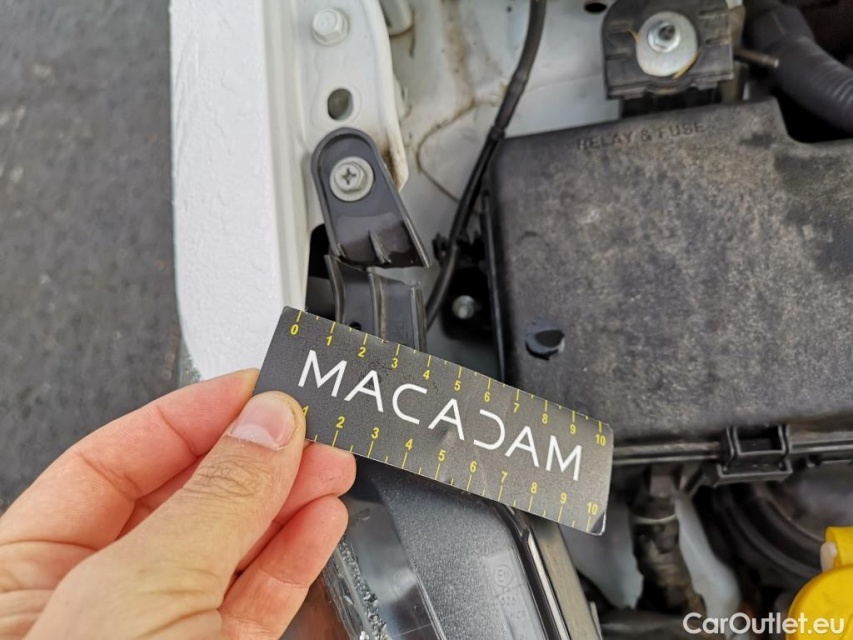 RELAY & FUSE
0 1 2 3 4 5 6 7 8 9 10
MACADAM
1 2 3 4 5 6 7 8 9 10
CarOutlet.eu